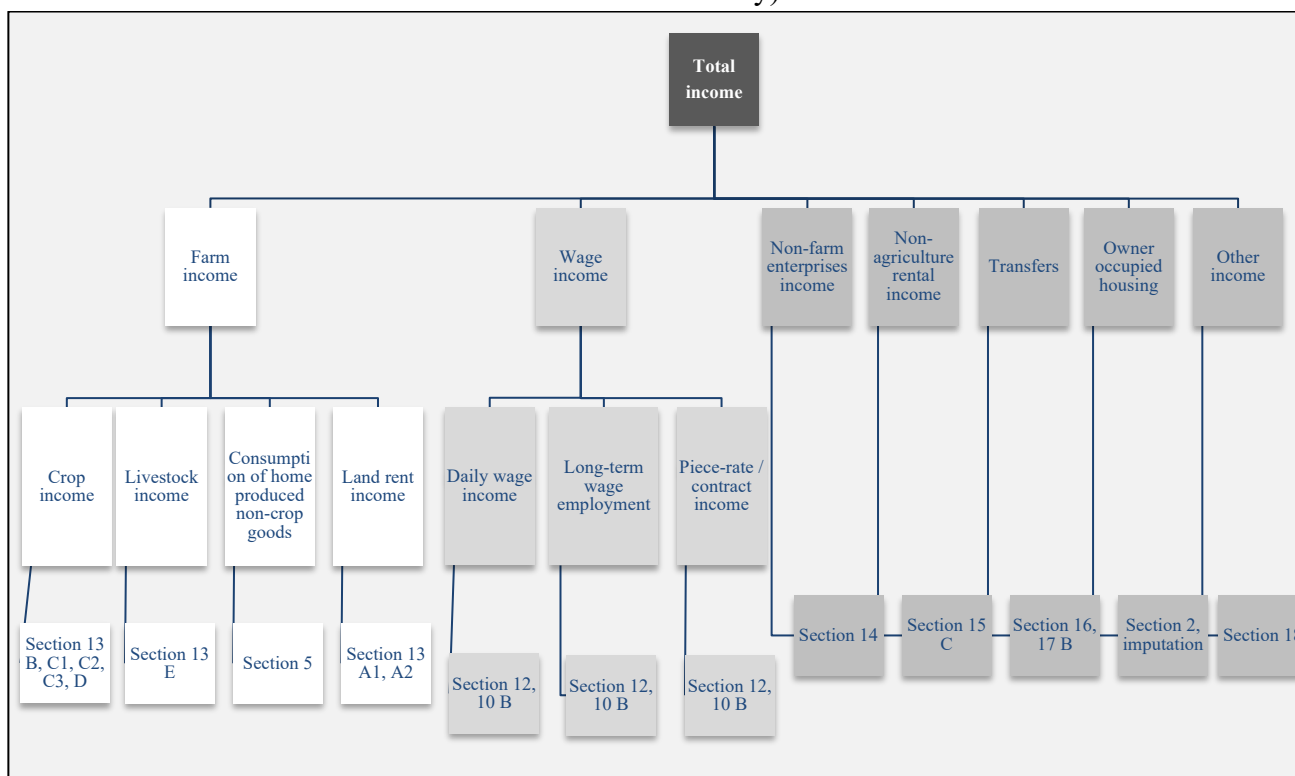 y)
Total
income
Farm
income
Wage
income
Non-farm
enterprises
income
Non-
agriculture
rental
income
Transfers
Owner
occupied
housing
Other
income
Crop
income
Livestock
income
Consumpti
on of home
produced
non-crop
goods
Land rent
income
Daily wage
income
Long-term
wage
employment
Piece-rate /
contract
income
Section 13
B, C1, C2,
C3, D
Section 13
E
Section 5
Section 13
A1, A2
Section 12,
10 B
Section 12,
10 B
Section 12,
10 B
Section 14
Section 15
C
Section 16,
17 B
Section 2,
imputation
Section 18